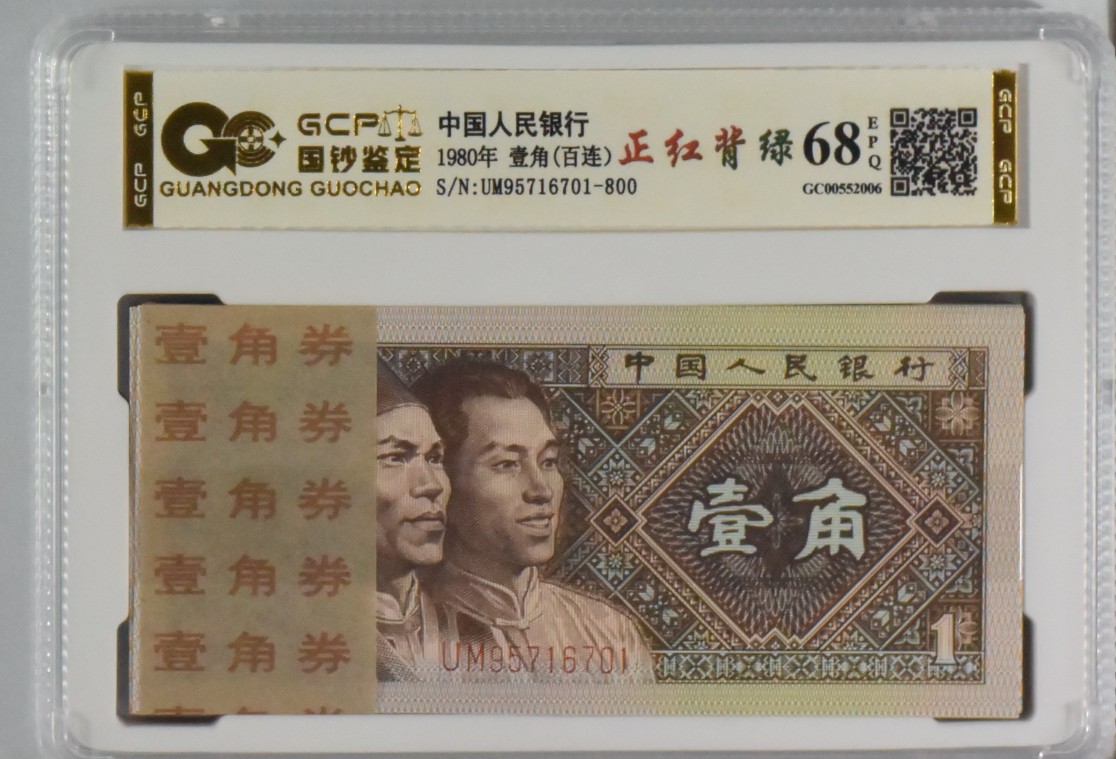 GCP GCP
GCP 国钞鉴定
GUANGDONG GUOCHAO
中国人民银行
1980年 壹角(百连)
S/N:UM95716701-800
正红背绿
68 EPQ
GC00552006
GCP GCP
壹角券
壹角券
壹角券
壹角券
壹角券
中国人民银行
壹角
1
UM95716701